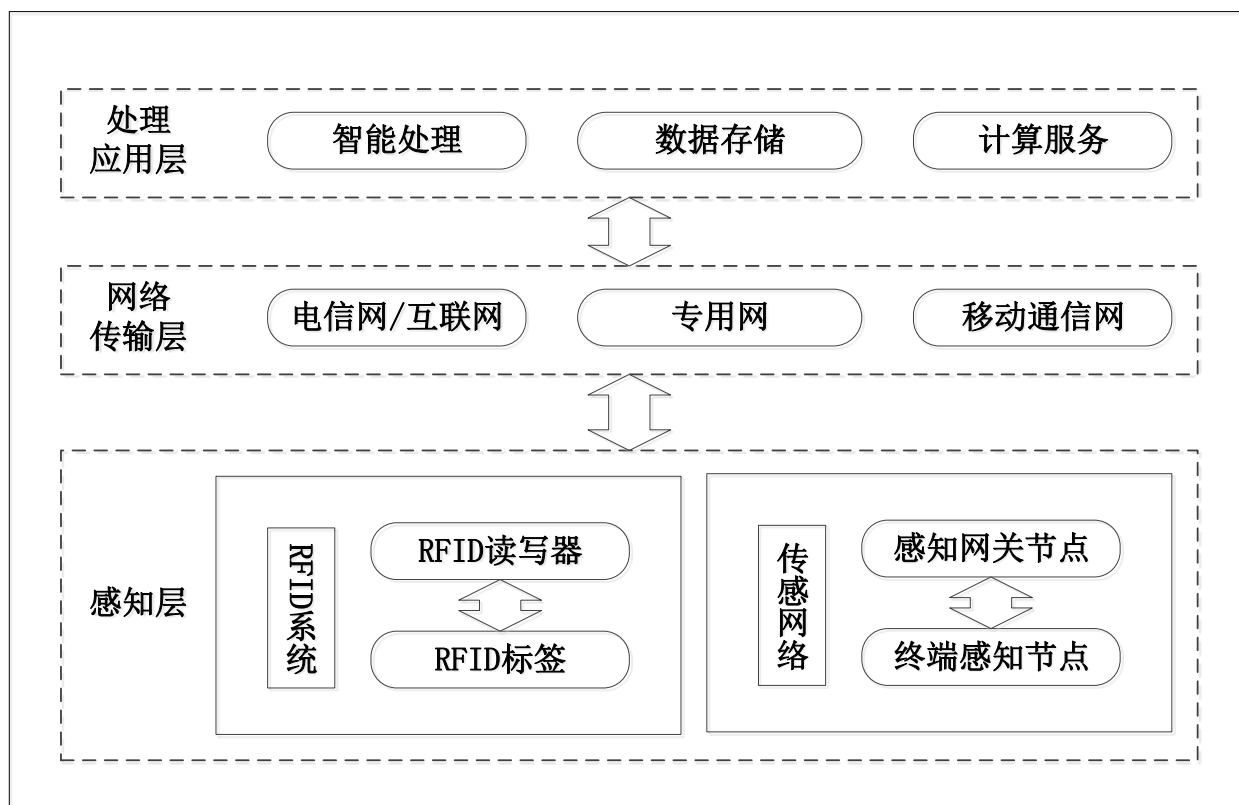 处理
应用层
智能处理
数据存储
计算服务
网络
传输层
电信网/互联网
专用网
移动通信网
感知层
RFID系统
RFID读写器
RFID标签
传感网络
感知网关节点
终端感知节点